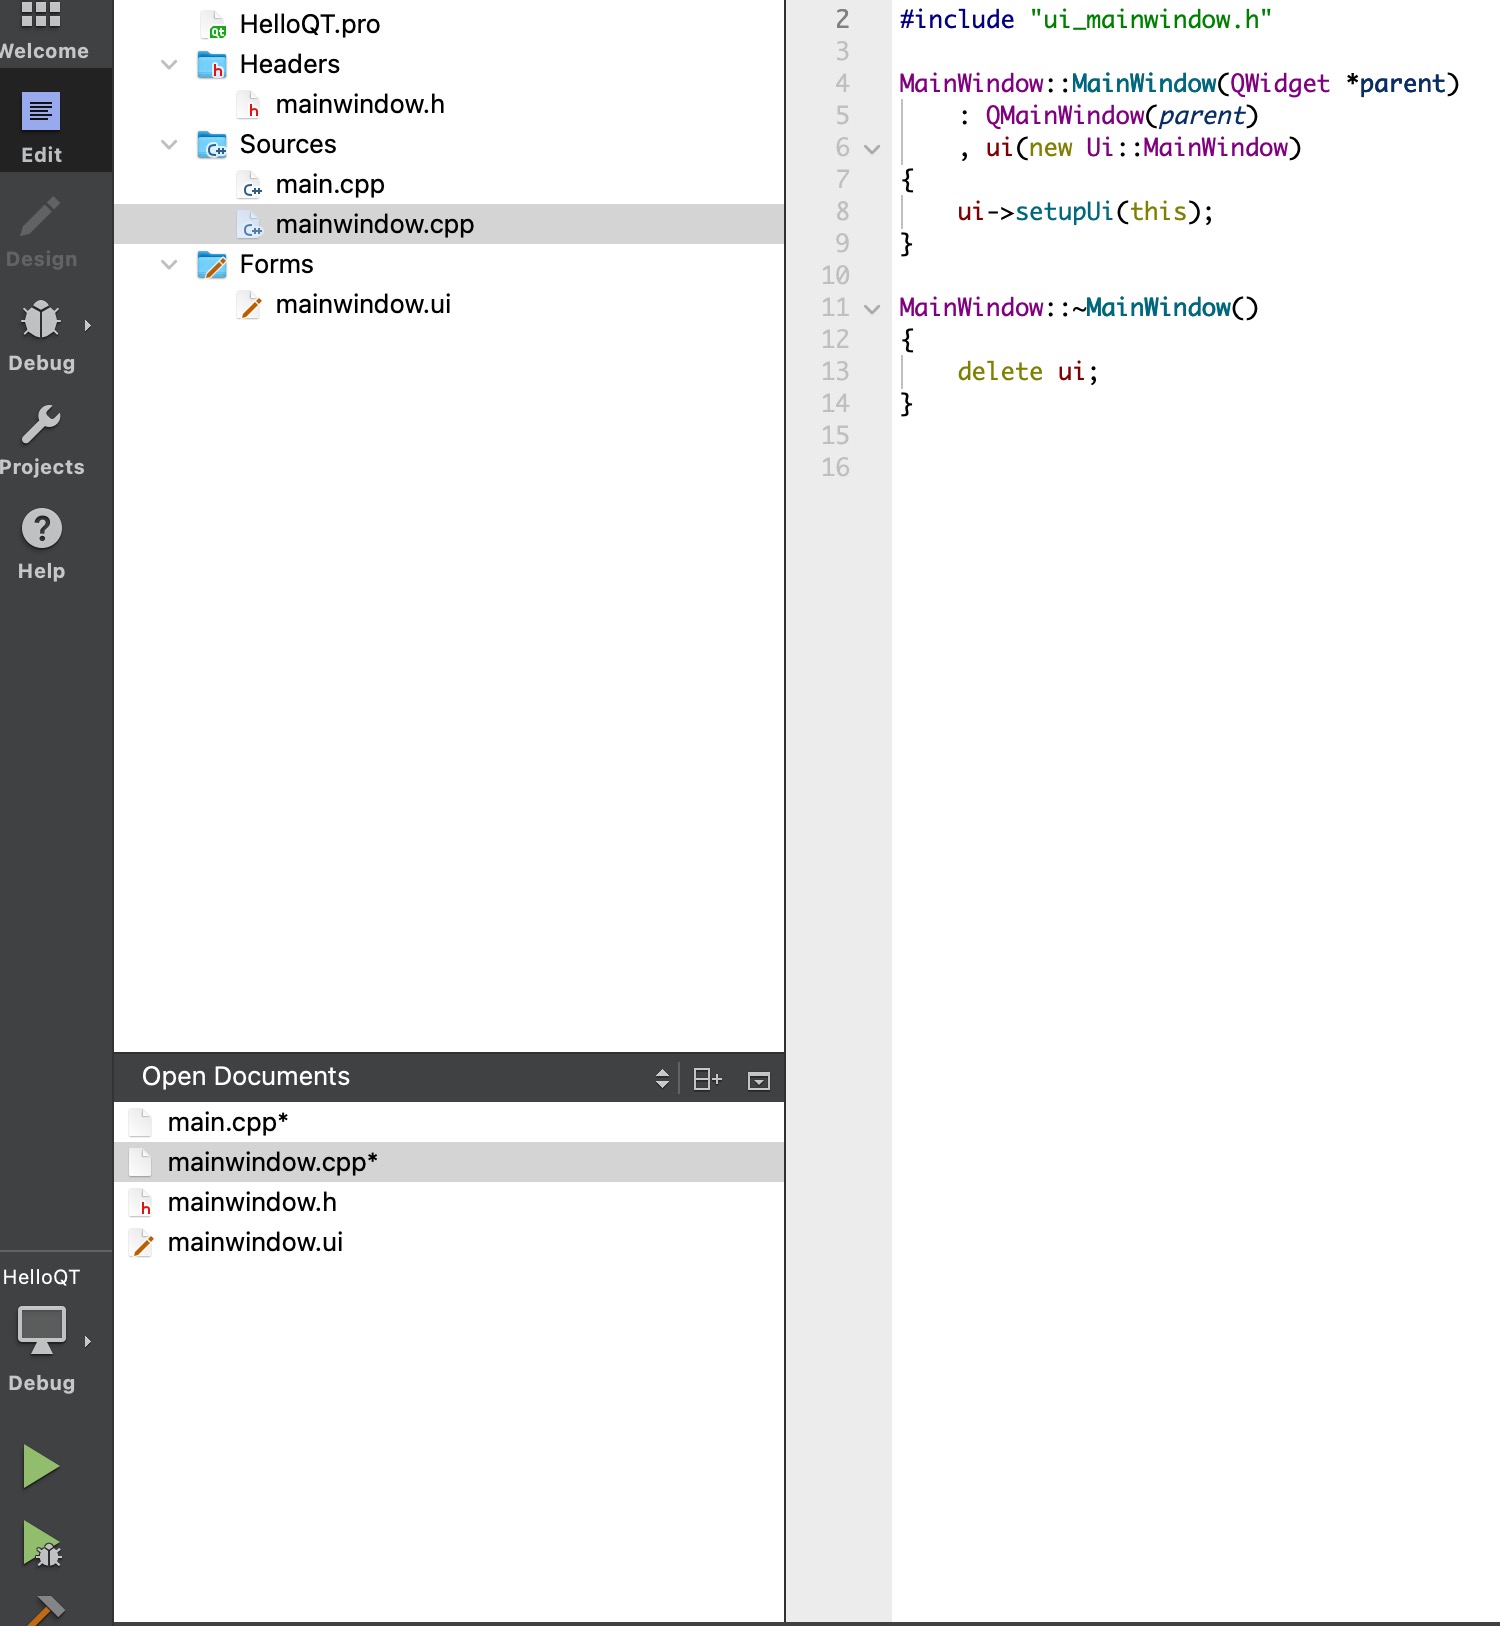 Welcome
Edit
Design
Debug
Projects
Help
HelloQT
Debug
HelloQT.pro
Headers
mainwindow.h
Sources
main.cpp
mainwindow.cpp
Forms
mainwindow.ui
Open Documents
main.cpp*
mainwindow.cpp*
mainwindow.h
mainwindow.ui
2 #include "ui_mainwindow.h"
3
4 MainWindow::MainWindow(QWidget *parent)
5     : QMainWindow(parent)
6     , ui(new Ui::MainWindow)
7 {
8     ui->setupUi(this);
9 }
10
11 MainWindow::~MainWindow()
12 {
13     delete ui;
14 }
15
16